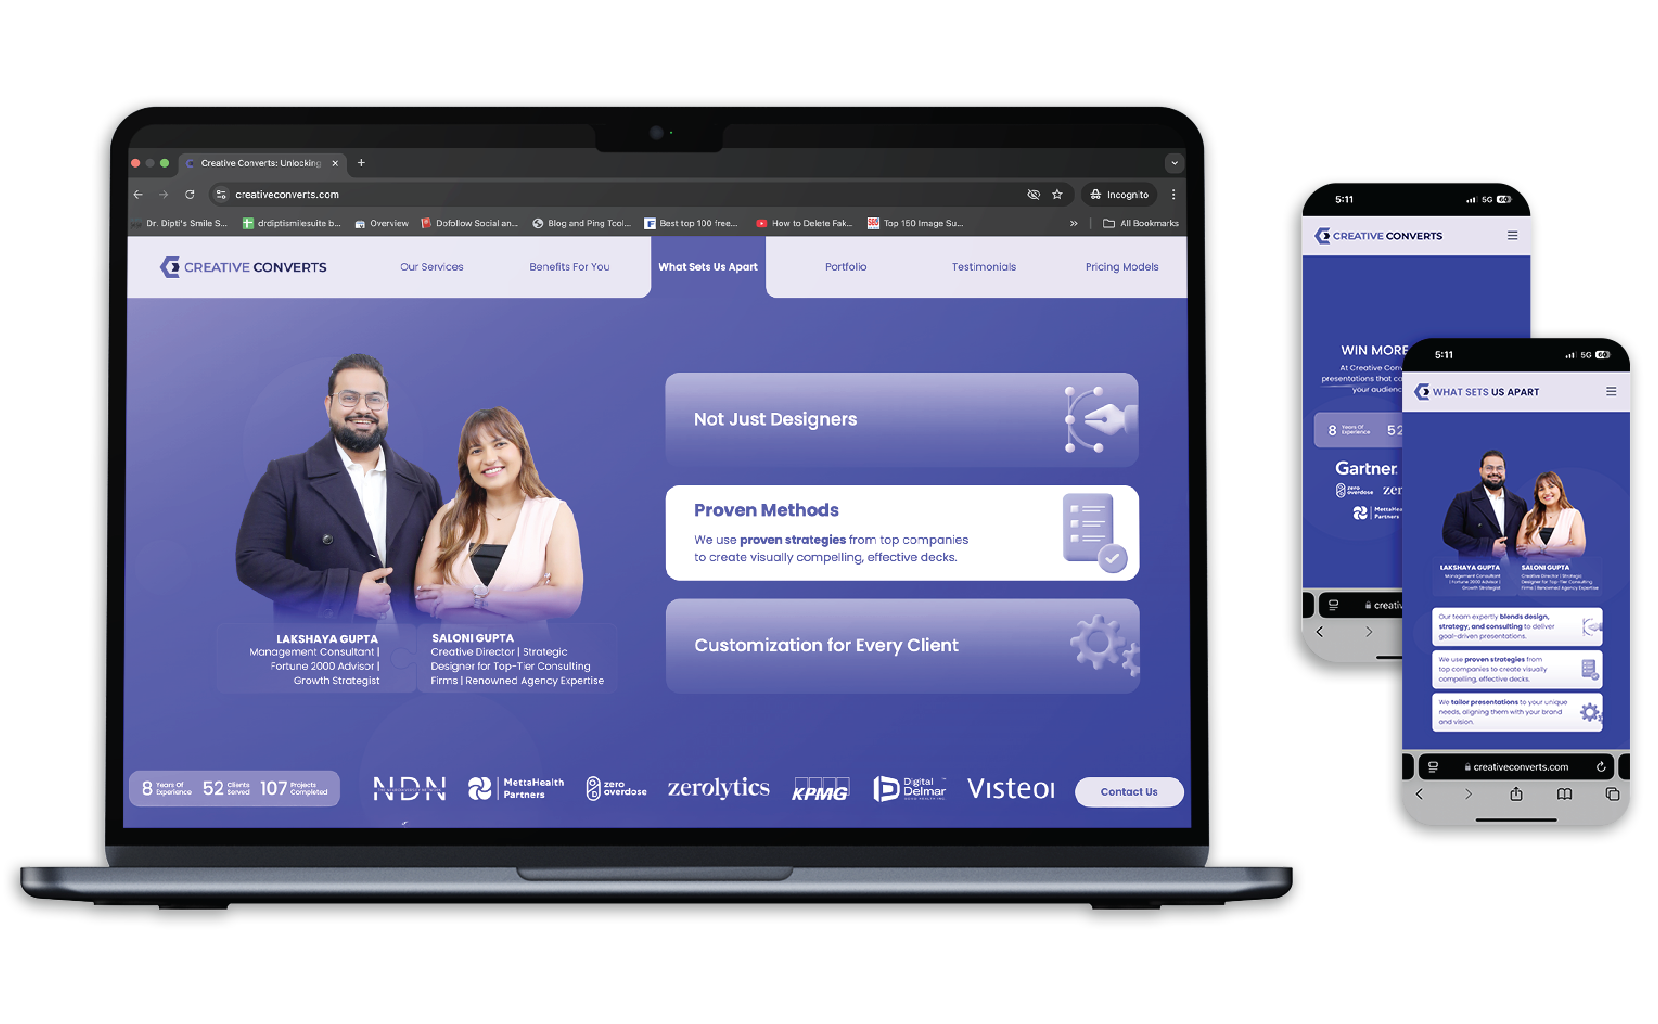 Creative Converts: Unlocking
creativeconverts.com
Incognito
Dr. Dipti's Smile S...
drdiptismilesuite b...
Overview
Dofollow Social an...
Blog and Ping Tool...
Best top 100 free...
How to Delete Fak...
Top 150 Image Su...
All Bookmarks
CREATIVE CONVERTS
Our Services
Benefits For You
What Sets Us Apart
Portfolio
Testimonials
Pricing Models
Not Just Designers
Proven Methods
We use proven strategies from top companies
to create visually compelling, effective decks.
Customization for Every Client
LAKSHAYA GUPTA
Management Consultant |
Fortune 2000 Advisor |
Growth Strategist
SALONI GUPTA
Creative Director | Strategic
Designer for Top-Tier Consulting
Firms | Renowned Agency Expertise
8 Years Of
Experience
52 Clients
Served
107 Projects
Completed
NDN
MettaHealth
Partners
zero
overdose
zerolytics
KPMG
Digital
Delmar
Visteon
Contact Us
5:11
5G 60
CREATIVE CONVERTS
WIN MORE
At Creative Con
presentations that co
your audienc
8 Years Of
Experience
52
Gartner
zero
overdose
zer
MettaHeal
Partners
creati
5:11
5G 60
WHAT SETS US APART
LAKSHAYA GUPTA
Management Consultant
| Fortune 2000 Advisor |
Growth Strategist
SALONI GUPTA
Creative Director | Strategic
Designer for Top-Tier Consulting
Firms | Renowned Agency Expertise
Our team expertly blends design,
strategy, and consulting to deliver
goal-driven presentations.
We use proven strategies from
top companies to create visually
compelling, effective decks.
We tailor presentations to your unique
needs, aligning them with your brand
and vision.
creativeconverts.com